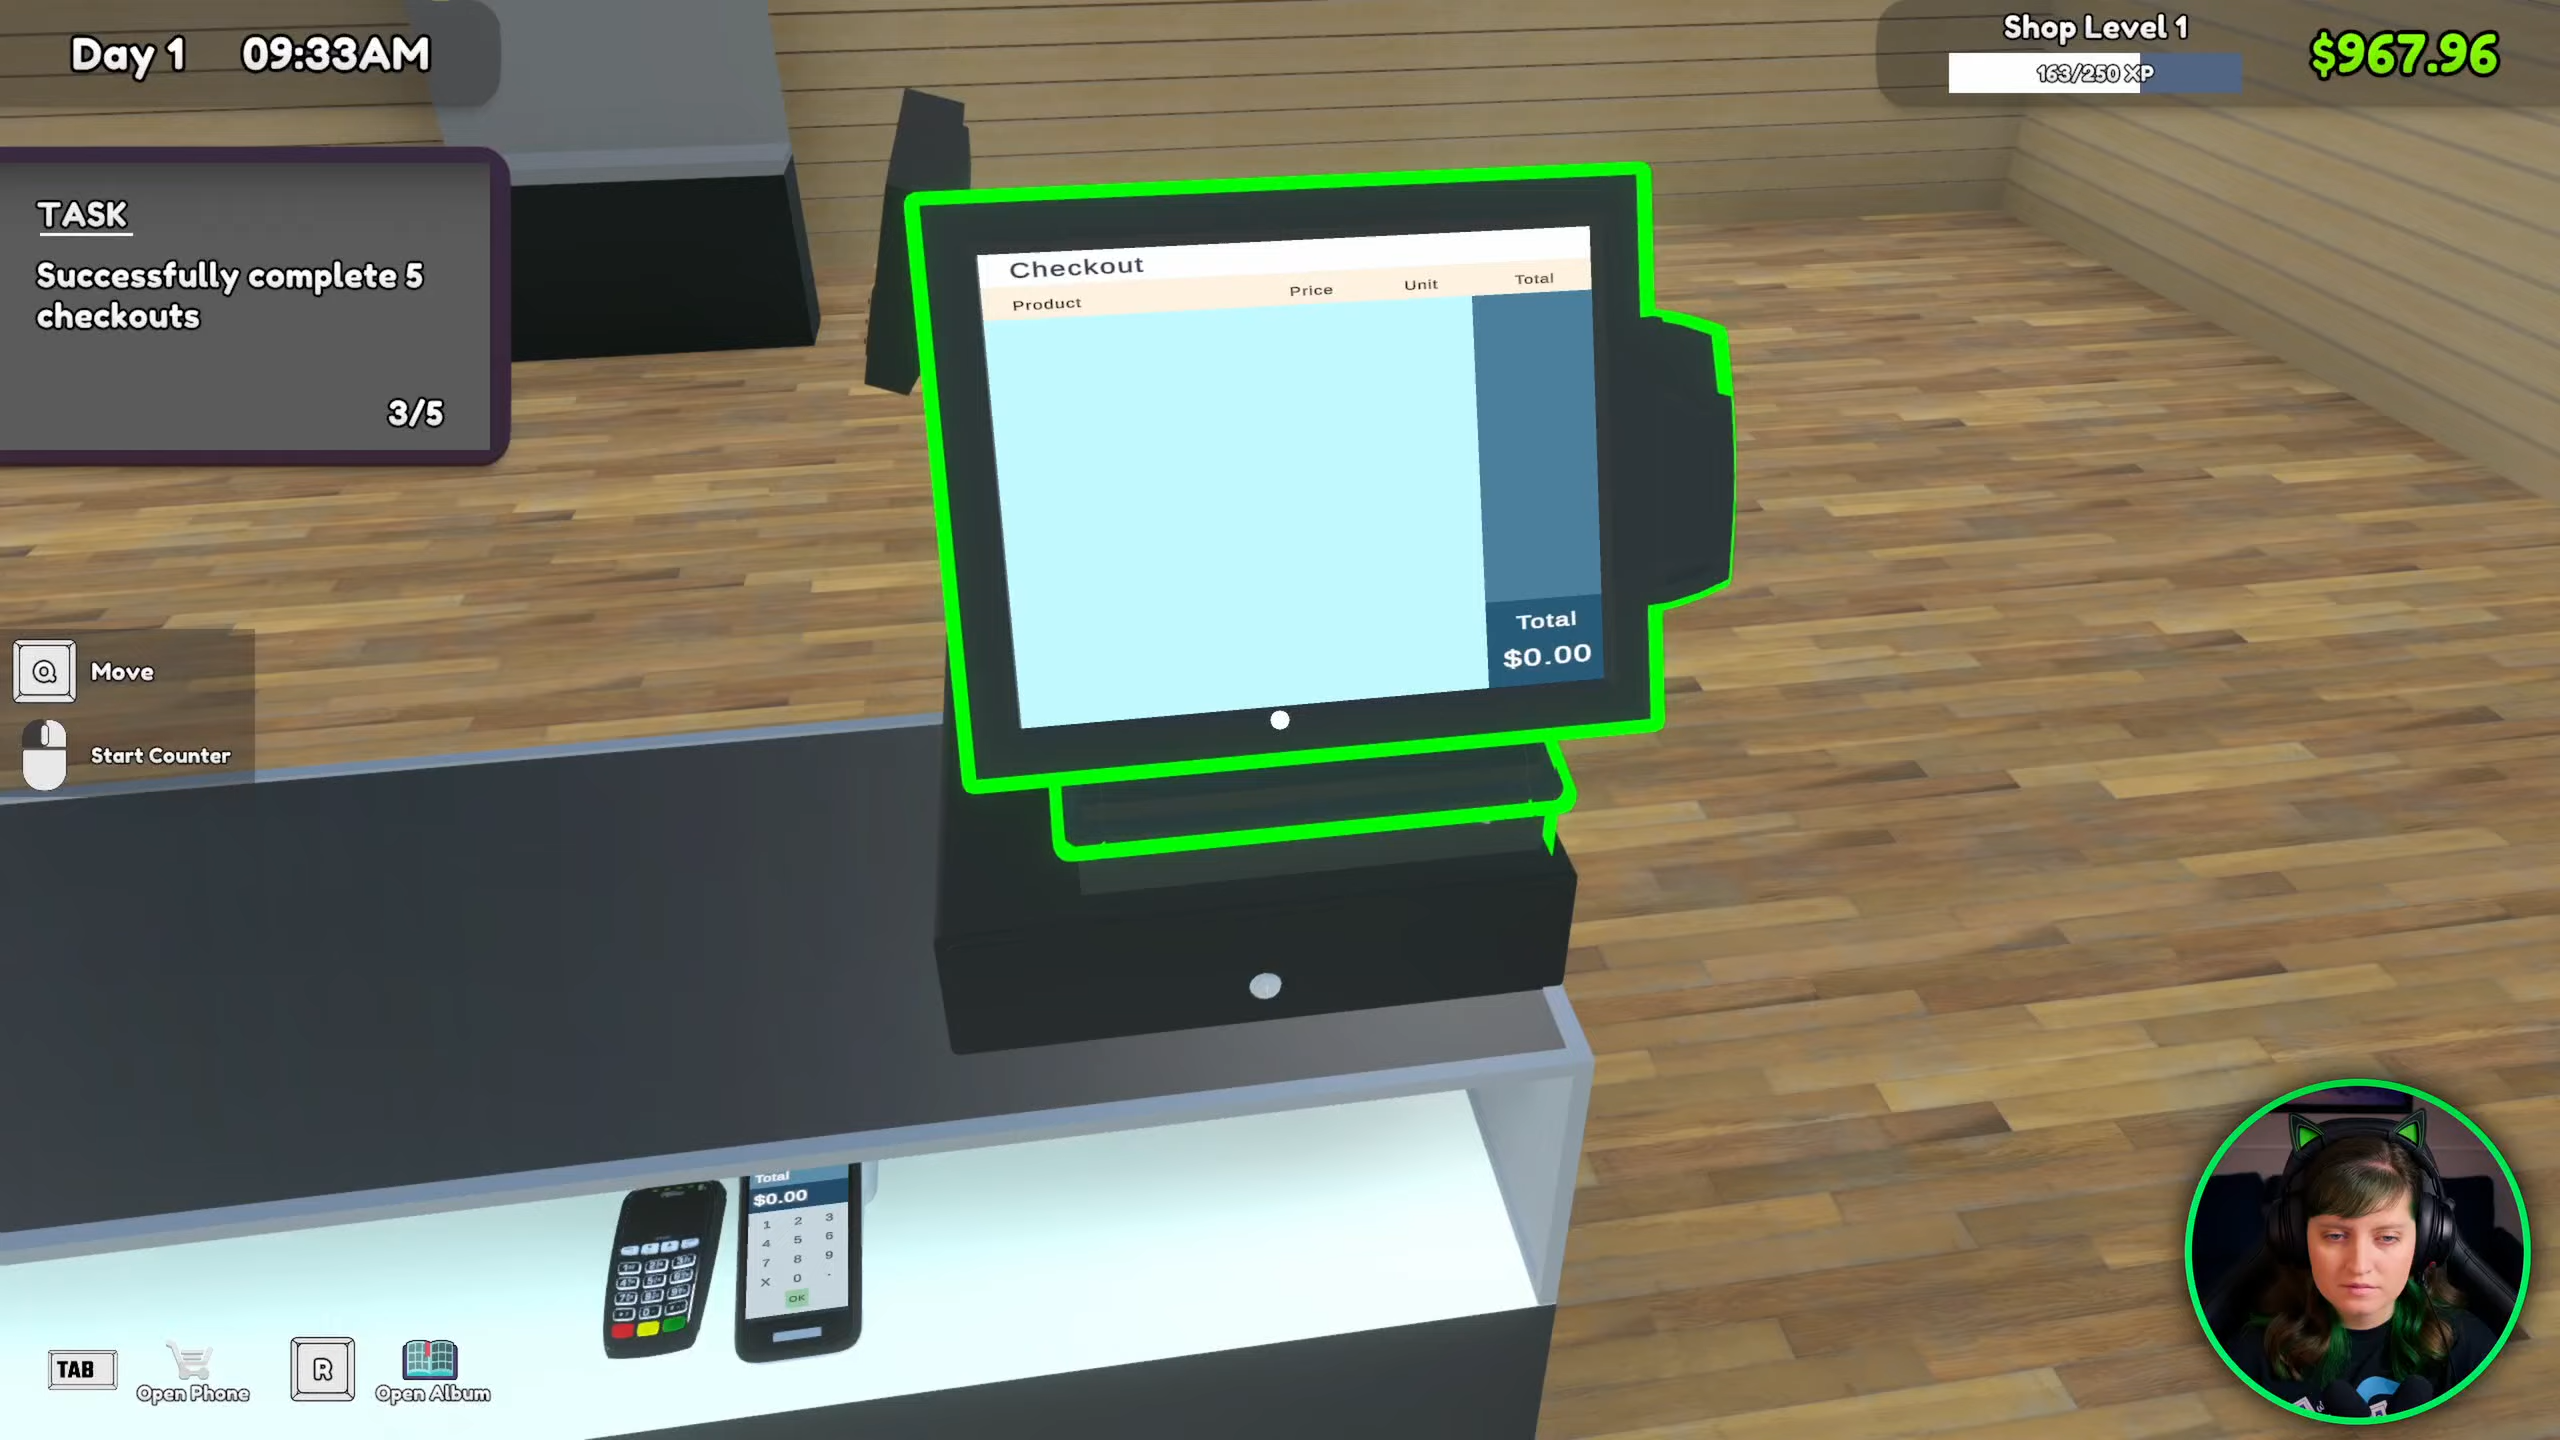 Day 1 09:33AM
Shop Level 1
163/250 XP
$967.96
TASK
Successfully complete 5
checkouts
3/5
Checkout
Product Price Unit Total
Total
$0.00
Q Move
Start Counter
Total
$0.00
1 2 3
4 5 6
7 8 9
X 0 .
OK
TAB Open Phone
R Open Album